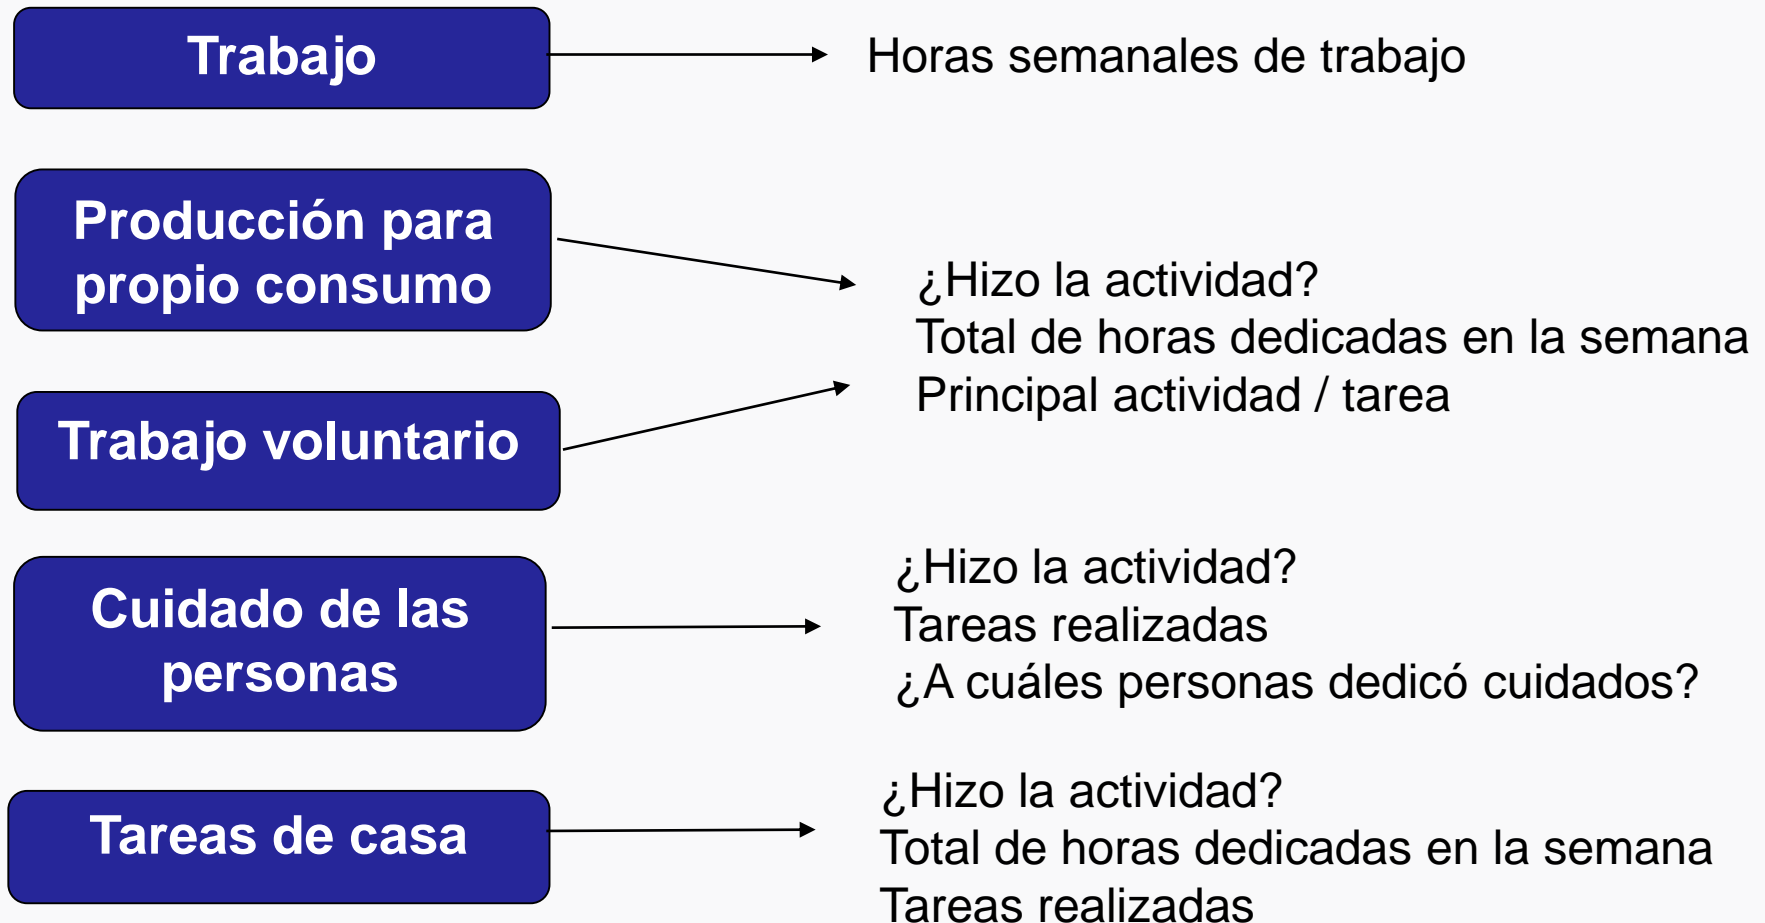 Trabajo
Horas semanales de trabajo
Producción para
propio consumo
¿Hizo la actividad?
Total de horas dedicadas en la semana
Principal actividad / tarea
Trabajo voluntario
Cuidado de las
personas
¿Hizo la actividad?
Tareas realizadas
¿A cuáles personas dedicó cuidados?
Tareas de casa
¿Hizo la actividad?
Total de horas dedicadas en la semana
Tareas realizadas